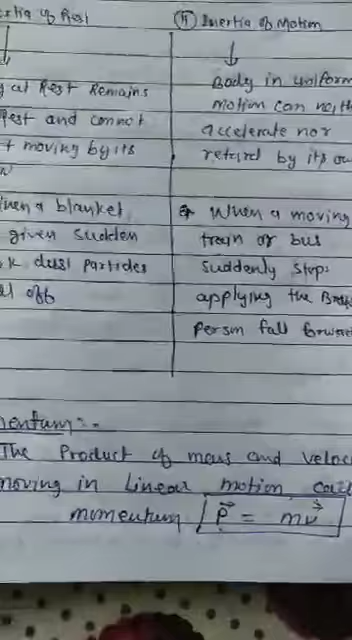 rtia of Rest
(ii) Inertia of Motion
at Rest Remains
Rest and cannot
t moving by its
when a blanket
given sudden
k dust particles
al off
Body in uniform
motion can neith
accelerate nor
retard by its ow
when a moving
train or bus
suddenly stop
applying the Brak
Person fall forward
mentum:-
The Product of mass and veloc
moving in Linear motion call
momentum P⃗ = mv⃗